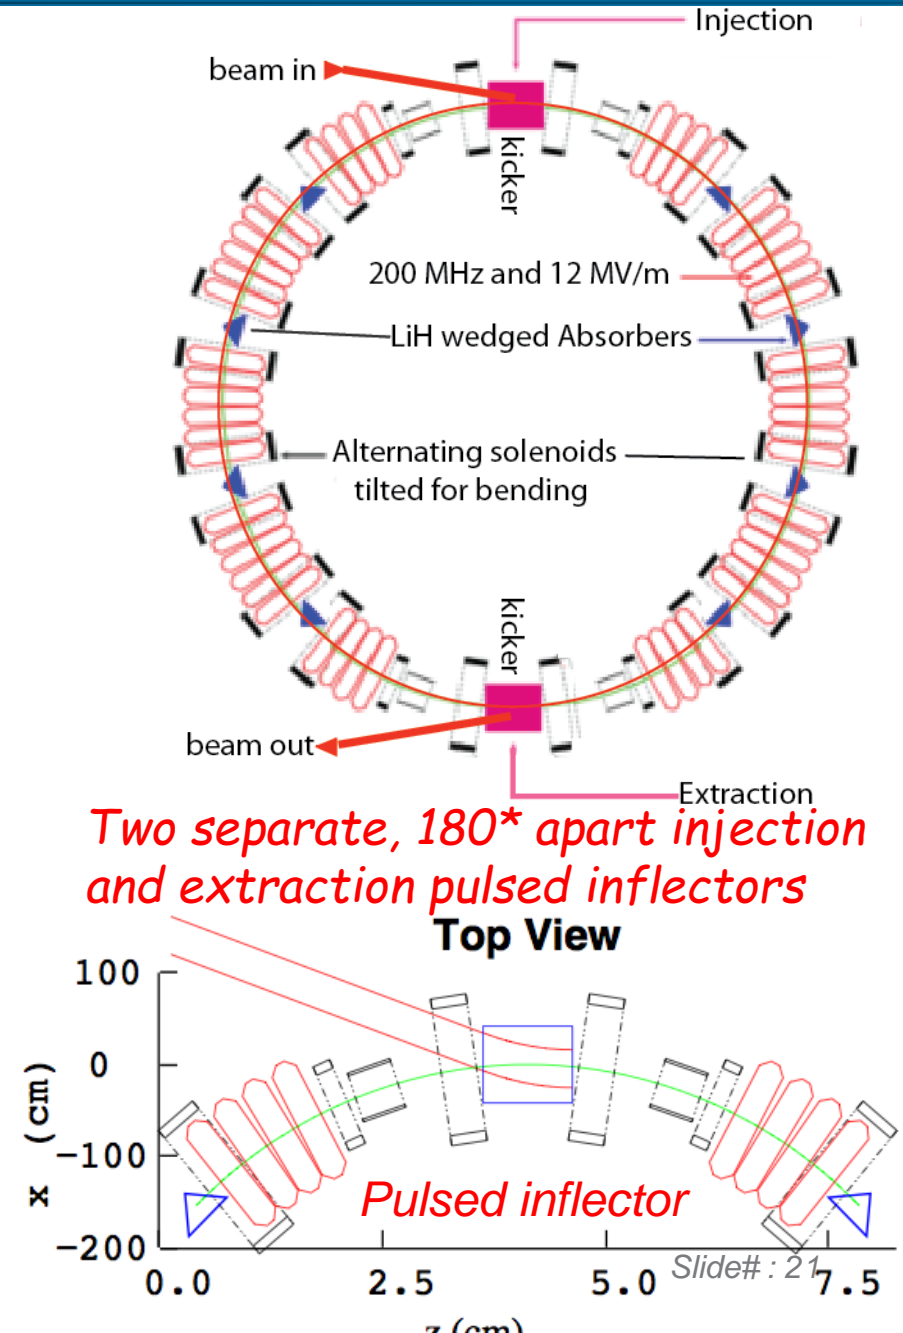 Injection
beam in
kicker
200 MHz and 12 MV/m
LiH wedged Absorbers
Alternating solenoids
tilted for bending
kicker
beam out
Extraction
Two separate, 180* apart injection
and extraction pulsed inflectors
Top View
100
0
−100
−200
x (cm)
Pulsed inflector
Slide# : 21
0.0 2.5 5.0 7.5
z (cm)